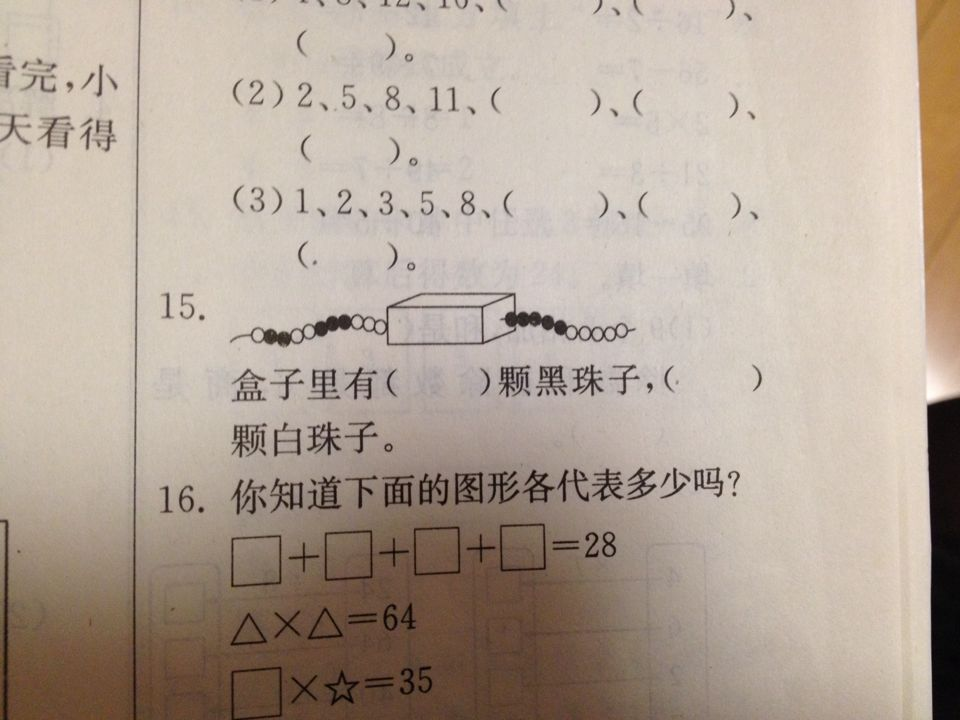 看完,小
天看得
(    )。
(2) 2、5、8、11、(    )、(    )、
(    )。
(3) 1、2、3、5、8、(    )、(    )、
(    )。
15.
盒子里有(    )颗黑珠子,(    )
颗白珠子。
16. 你知道下面的图形各代表多少吗?
□+□+□+□=28
△×△=64
□×☆=35